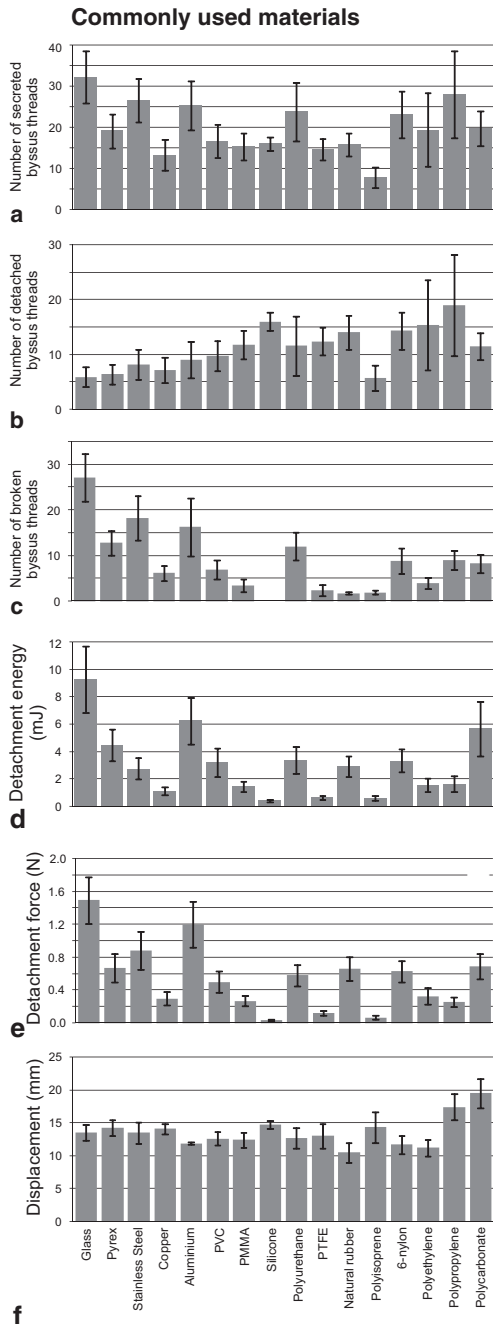 Commonly used materials
Number of secreted
byssus threads
40
30
20
10
0
a
Number of detached
byssus threads
30
20
10
0
b
Number of broken
byssus threads
30
20
10
0
c
Detachment energy
(mJ)
12
10
8
6
4
2
0
d
Detachment force (N)
2.0
1.6
1.2
0.8
0.4
0.0
e
Displacement (mm)
25
20
15
10
5
0
Glass
Pyrex
Stainless Steel
Copper
Aluminium
PVC
PMMA
Silicone
Polyurethane
PTFE
Natural rubber
Polyisoprene
6-nylon
Polyethylene
Polypropylene
Polycarbonate
f